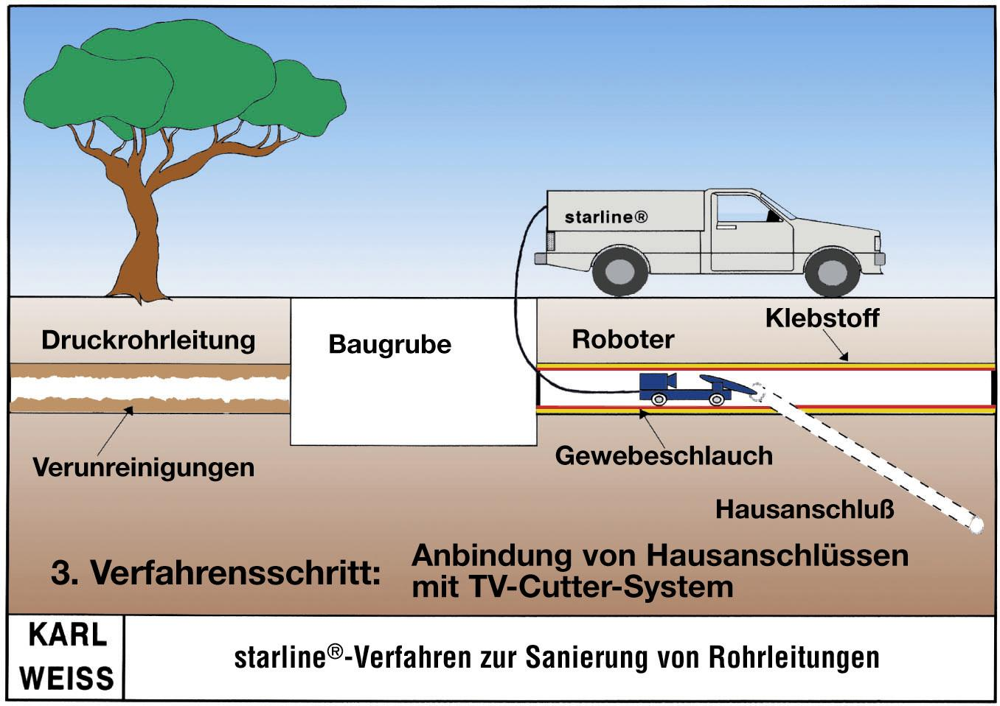 starline®
Klebstoff
Druckrohrleitung
Baugrube
Roboter
Gewebeschlauch
Verunreinigungen
Hausanschluß
3. Verfahrensschritt:
Anbindung von Hausanschlüssen
mit TV-Cutter-System
KARL
WEISS
starline®-Verfahren zur Sanierung von Rohrleitungen